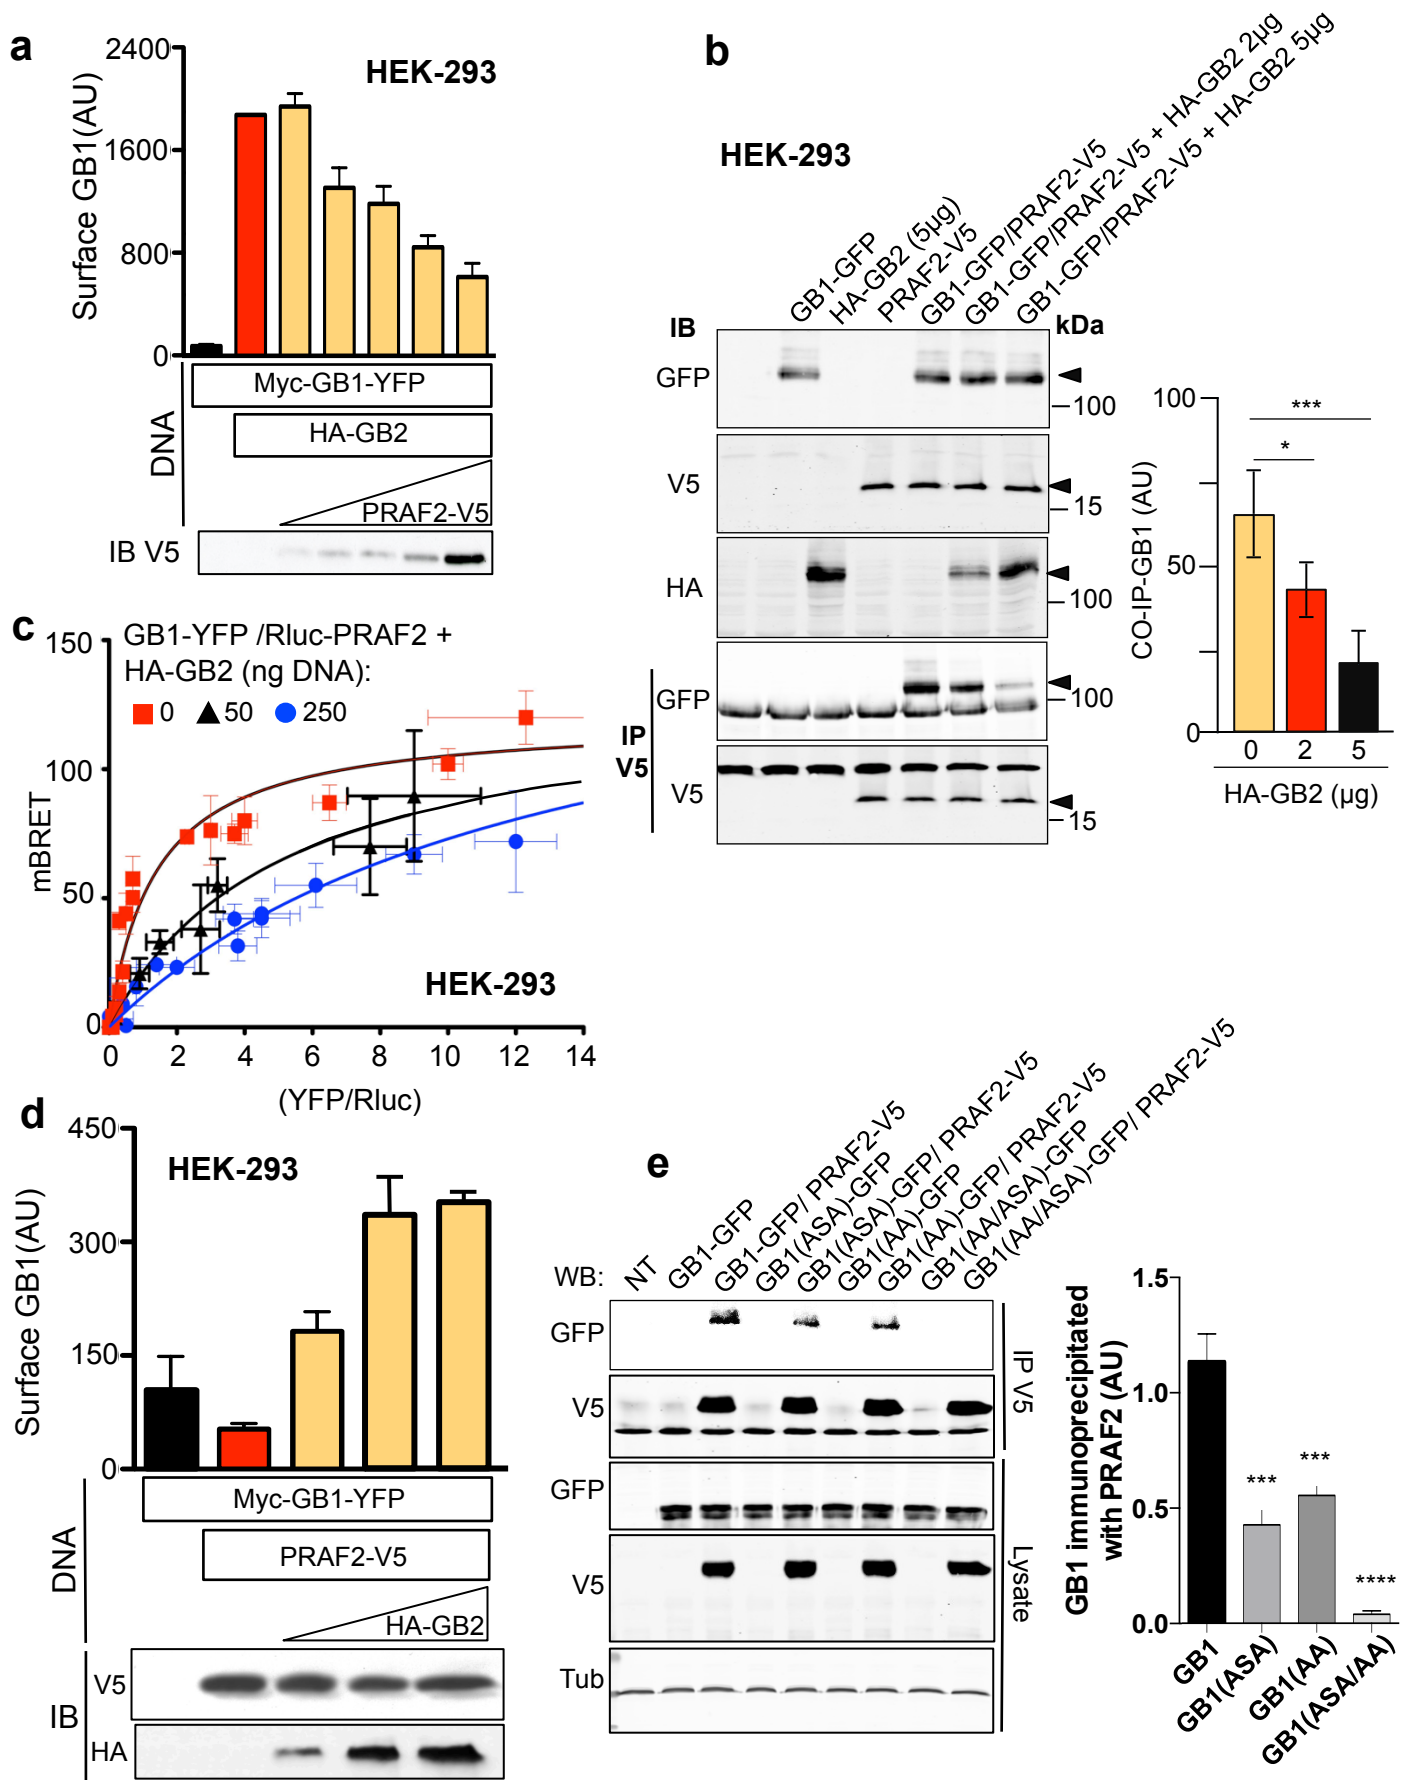 a
2400
1600
800
0
Surface GB1(AU)
HEK-293
Myc-GB1-YFP
HA-GB2
PRAF2-V5
DNA
IB V5
b
HEK-293
GB1-GFP
HA-GB2 (5µg)
PRAF2-V5
GB1-GFP/PRAF2-V5
GB1-GFP/PRAF2-V5 + HA-GB2 2µg
GB1-GFP/PRAF2-V5 + HA-GB2 5µg
IB
kDa
GFP
100
V5
15
HA
100
GFP
100
IP
V5
V5
15
100
50
0
CO-IP-GB1 (AU)
***
*
0 2 5
HA-GB2 (µg)
c
GB1-YFP /Rluc-PRAF2 +
HA-GB2 (ng DNA):
0 50 250
150
100
50
0
mBRET
HEK-293
0 2 4 6 8 10 12 14
(YFP/Rluc)
d
450
300
150
0
Surface GB1(AU)
HEK-293
Myc-GB1-YFP
PRAF2-V5
HA-GB2
DNA
IB
V5
HA
e
WB:
NT
GB1-GFP
GB1-GFP/ PRAF2-V5
GB1(ASA)-GFP
GB1(ASA)-GFP/ PRAF2-V5
GB1(AA)-GFP
GB1(AA)-GFP/ PRAF2-V5
GB1(AA/ASA)-GFP
GB1(AA/ASA)-GFP/ PRAF2-V5
GFP
V5
IP V5
GFP
V5
Tub
Lysate
1.5
1.0
0.5
0.0
GB1 immunoprecipitated
with PRAF2 (AU)
***
***
****
GB1
GB1(ASA)
GB1(AA)
GB1(ASA/AA)